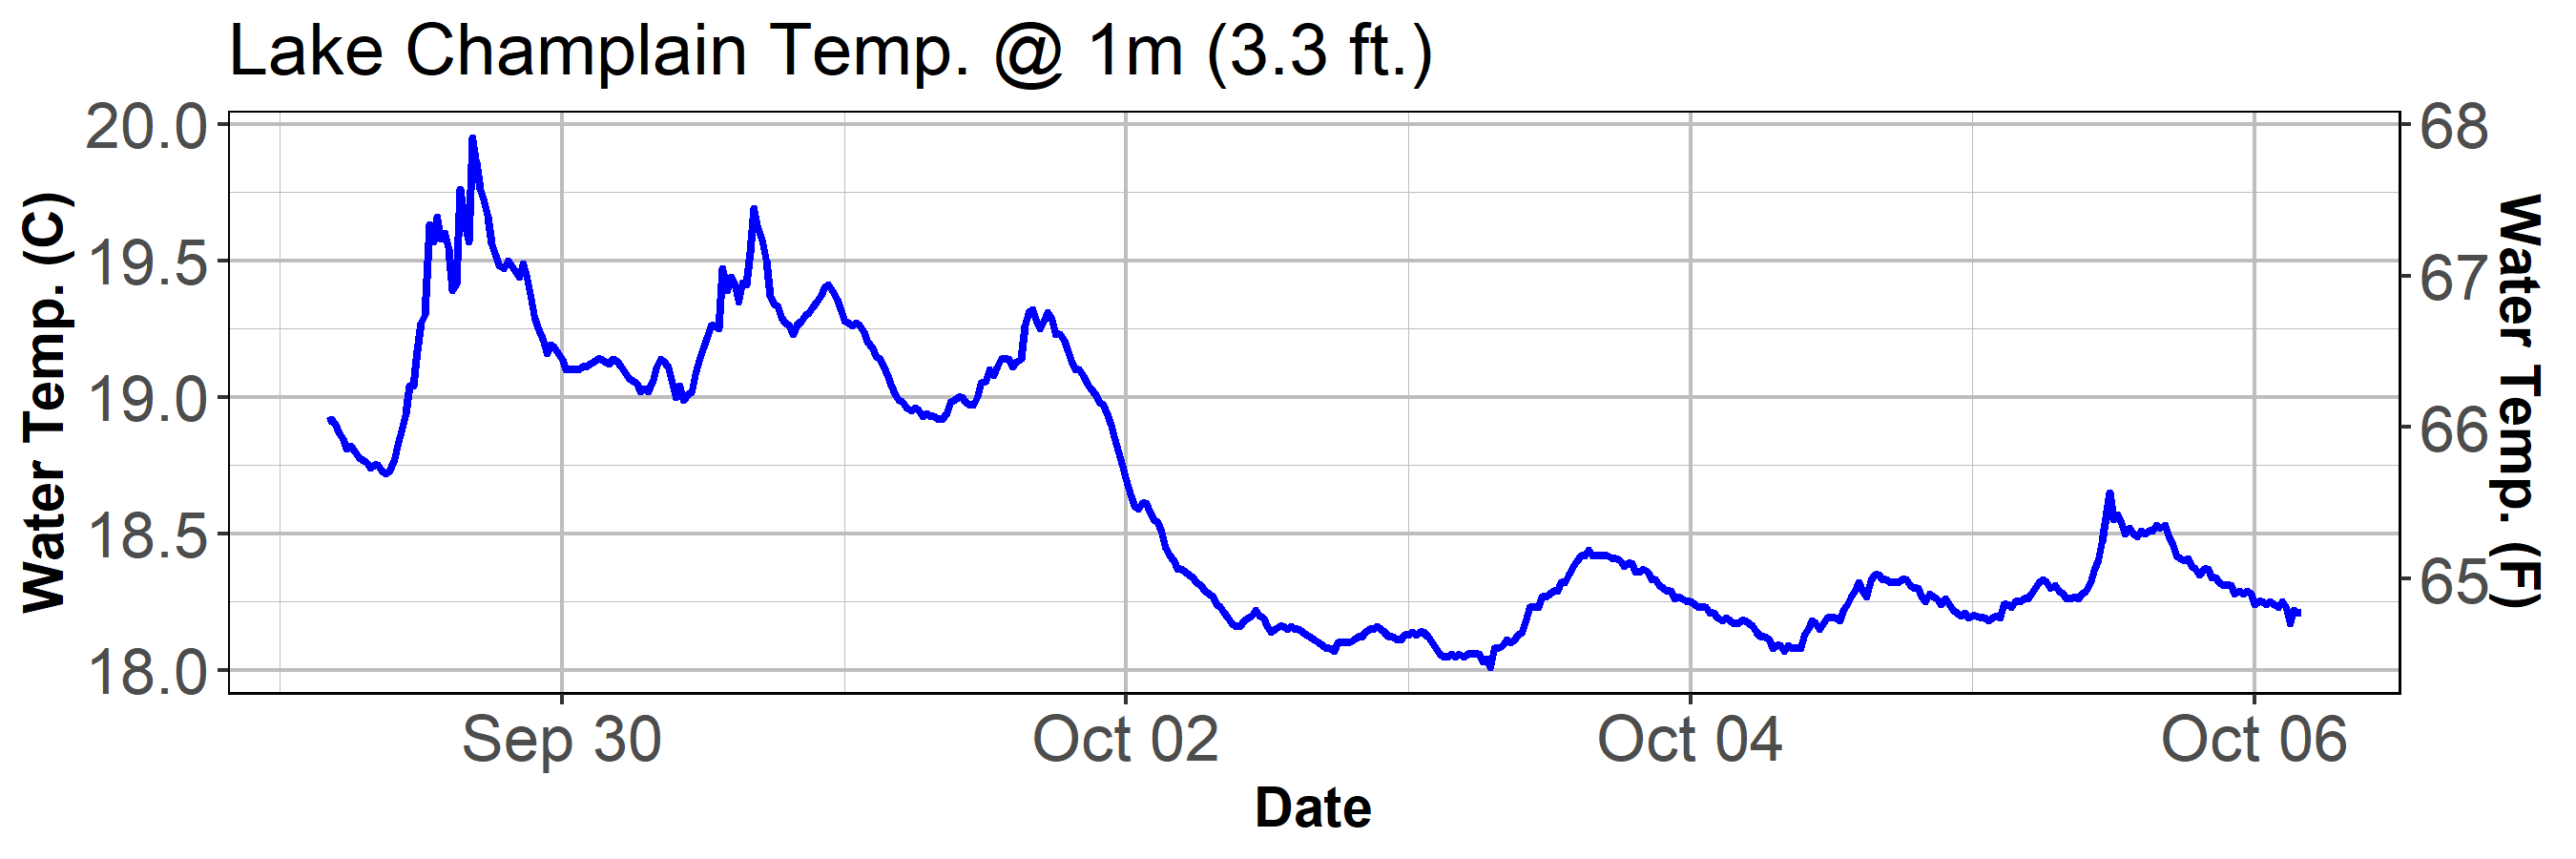 Lake Champlain Temp. @ 1m (3.3 ft.)
Water Temp. (C)
20.0
19.5
19.0
18.5
18.0
68
67
66
65
Water Temp. (F)
Sep 30
Oct 02
Oct 04
Oct 06
Date